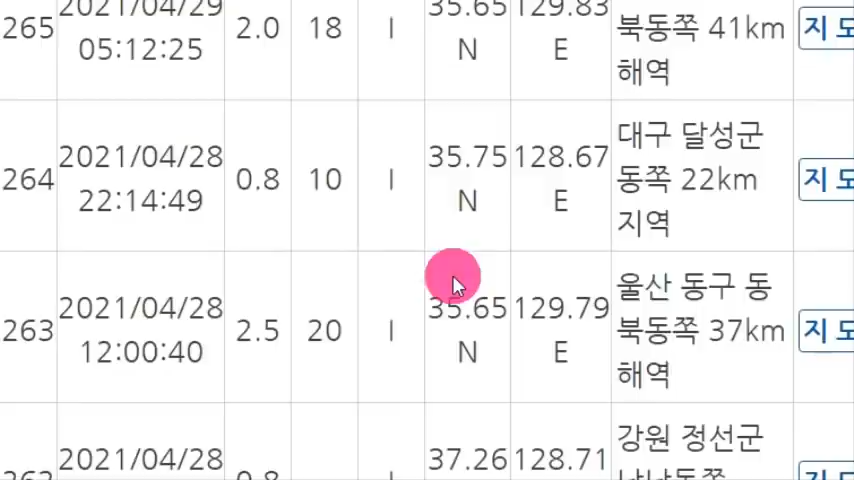 265 2021/04/29 05:12:25 2.0 18 I 35.65 N 129.83 E 북동쪽 41km 해역 지 도
264 2021/04/28 22:14:49 0.8 10 I 35.75 N 128.67 E 대구 달성군 동쪽 22km 지역 지 도
263 2021/04/28 12:00:40 2.5 20 I 35.65 N 129.79 E 울산 동구 동북동쪽 37km 해역 지 도
2021/04/28 37.26 128.71 강원 정선군